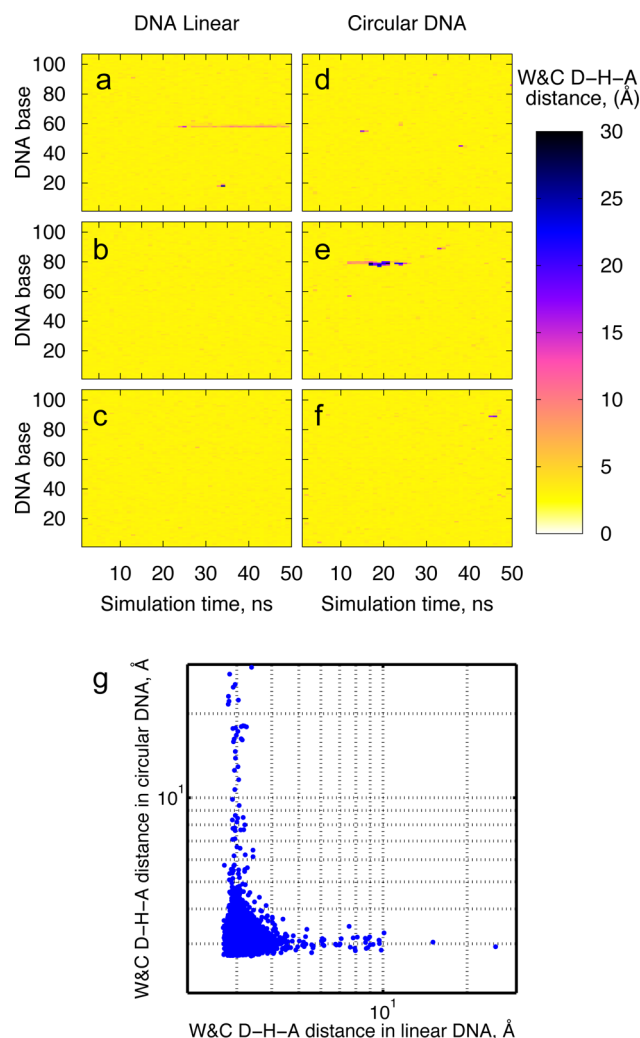 DNA Linear
Circular DNA
W&C D−H−A
distance, (Å)
a
DNA base
100
80
60
40
20
d
30
25
20
15
10
5
0
b
DNA base
100
80
60
40
20
e
c
DNA base
100
80
60
40
20
f
10 20 30 40 50
10 20 30 40 50
Simulation time, ns
Simulation time, ns
g
W&C D−H−A distance in circular DNA, Å
10¹
10¹
W&C D−H−A distance in linear DNA, Å